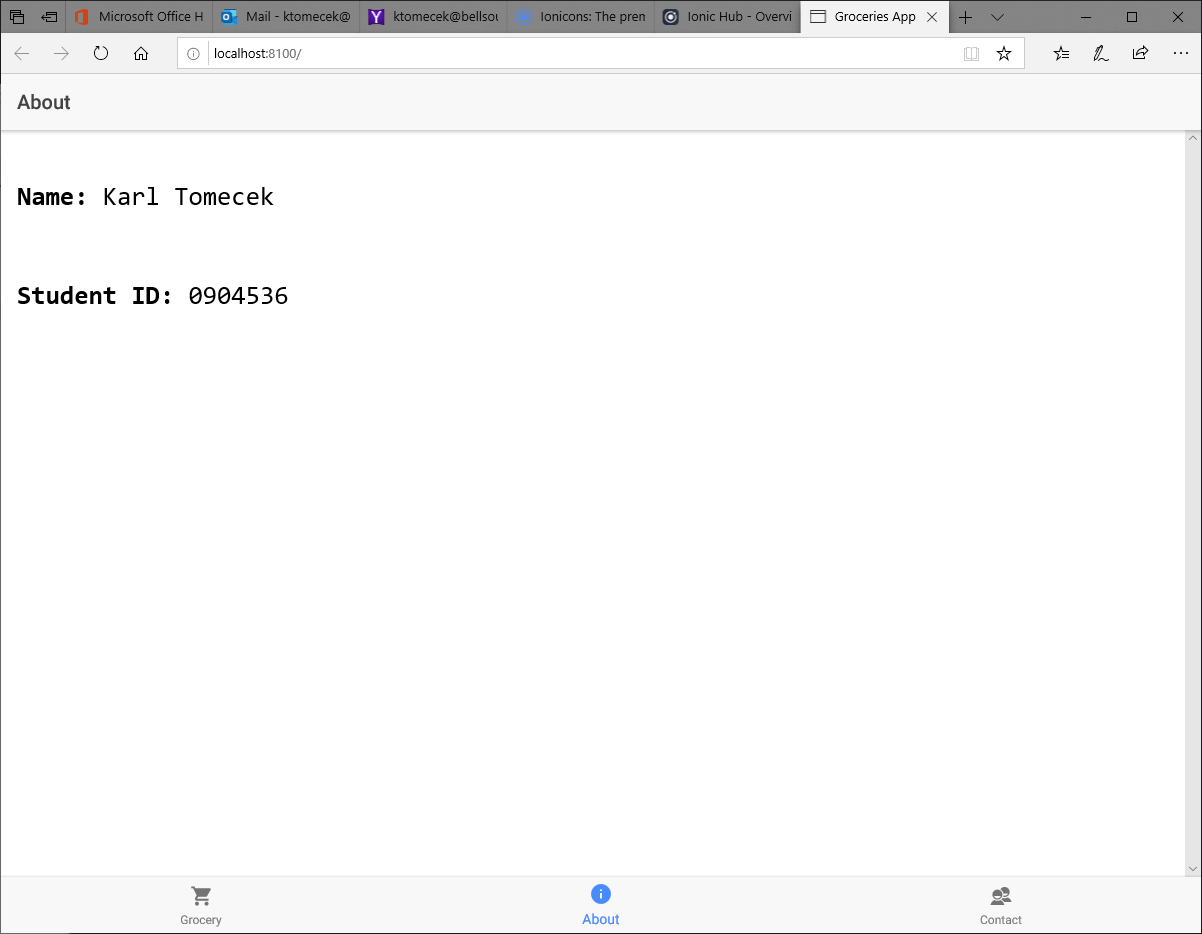 Microsoft Office H
Mail - ktomecek@
ktomecek@bellsou
Ionicons: The prem
Ionic Hub - Overvi
Groceries App
localhost:8100/
About
Name: Karl Tomecek
Student ID: 0904536
Grocery
About
Contact